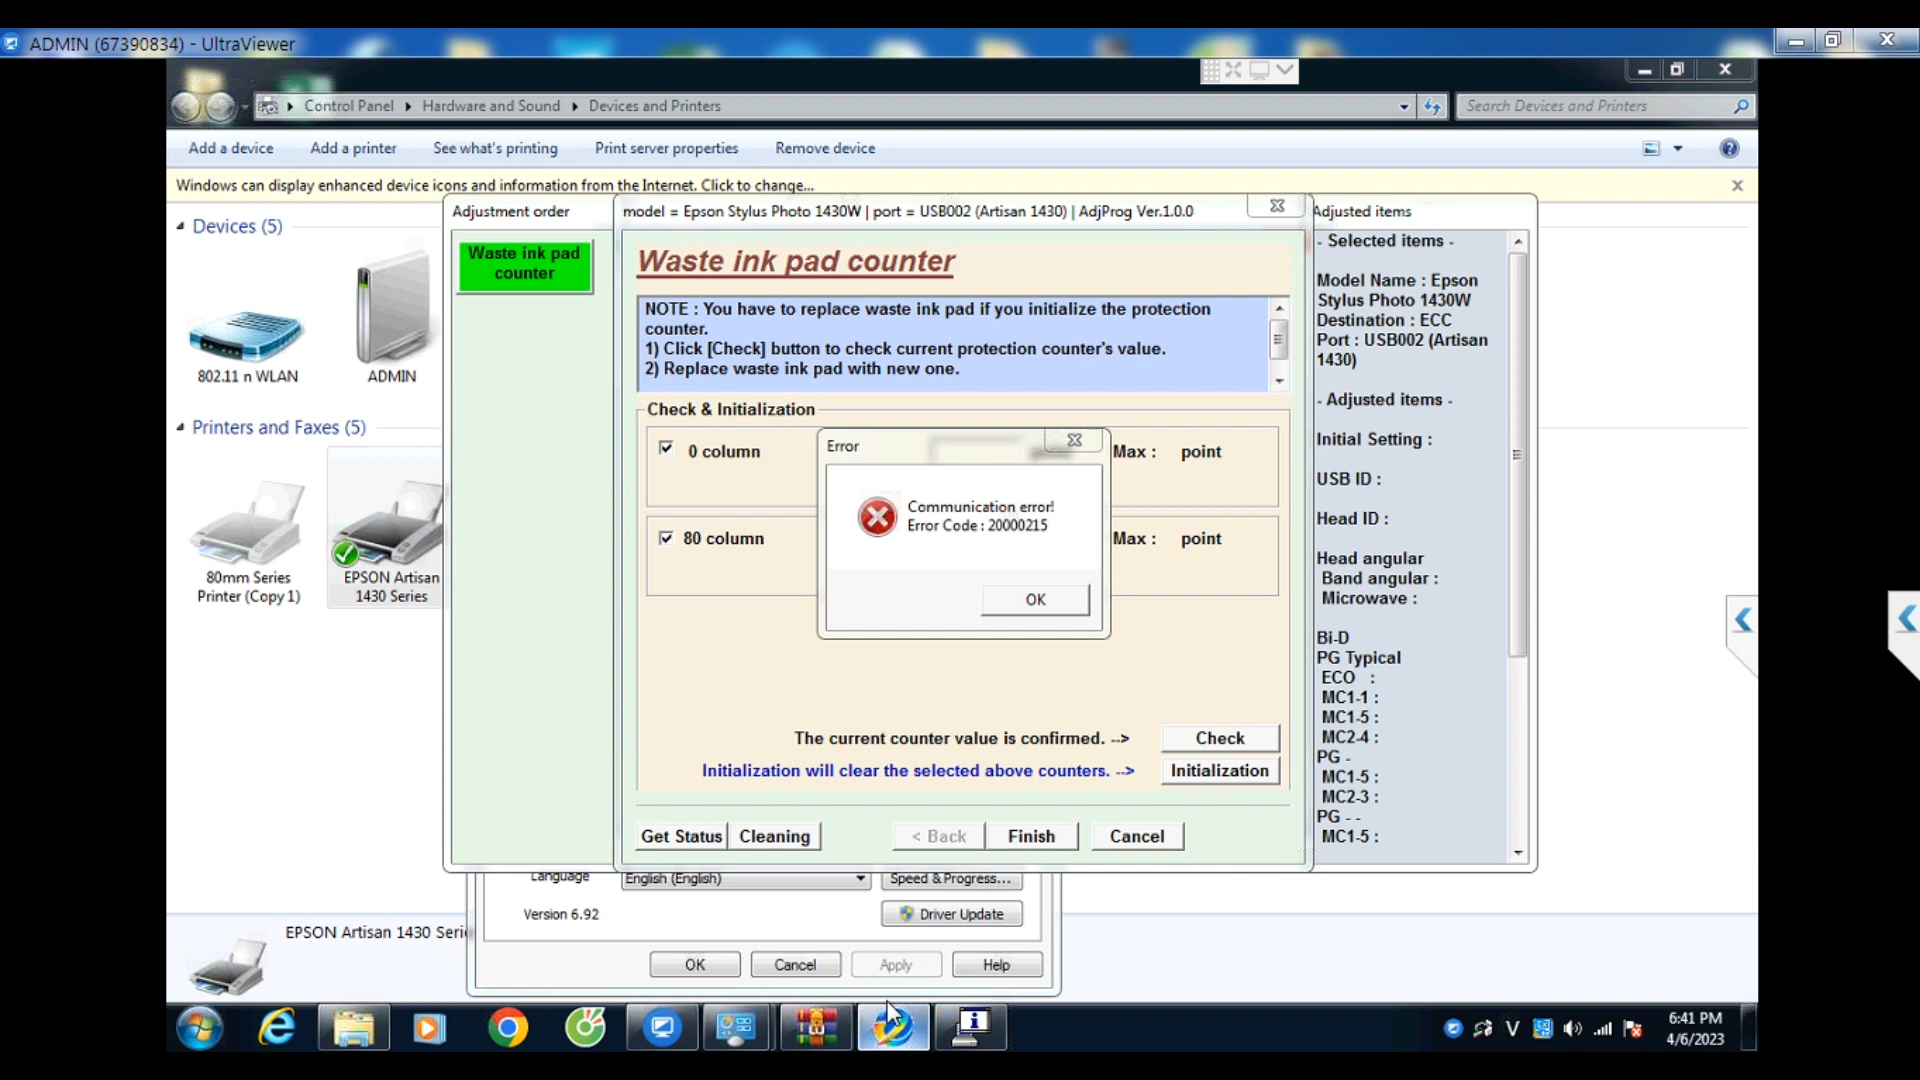 ADMIN (67390834) - UltraViewer
Control Panel
Hardware and Sound
Devices and Printers
Search Devices and Printers
Add a device
Add a printer
See what's printing
Print server properties
Remove device
Windows can display enhanced device icons and information from the Internet. Click to change...
Devices (5)
802.11 n WLAN
ADMIN
Printers and Faxes (5)
80mm Series
Printer (Copy 1)
EPSON Artisan
1430 Series
Adjustment order
Waste ink pad
counter
model = Epson Stylus Photo 1430W | port = USB002 (Artisan 1430) | AdjProg Ver.1.0.0
Waste ink pad counter
NOTE : You have to replace waste ink pad if you initialize the protection
counter.
1) Click [Check] button to check current protection counter's value.
2) Replace waste ink pad with new one.
Check & Initialization
0 column
Max : point
80 column
Max : point
Error
Communication error!
Error Code : 20000215
OK
The current counter value is confirmed. -->
Check
Initialization will clear the selected above counters. -->
Initialization
Get Status
Cleaning
< Back
Finish
Cancel
Adjusted items
- Selected items -
Model Name : Epson
Stylus Photo 1430W
Destination : ECC
Port : USB002 (Artisan
1430)
- Adjusted items -
Initial Setting :
USB ID :
Head ID :
Head angular
Band angular :
Microwave :
Bi-D
PG Typical
ECO :
MC1-1 :
MC1-5 :
MC2-4 :
PG -
MC1-5 :
MC2-3 :
PG - -
MC1-5 :
Language
English (English)
Speed & Progress...
Version 6.92
Driver Update
OK
Cancel
Apply
Help
EPSON Artisan 1430 Seri
V
6:41 PM
4/6/2023